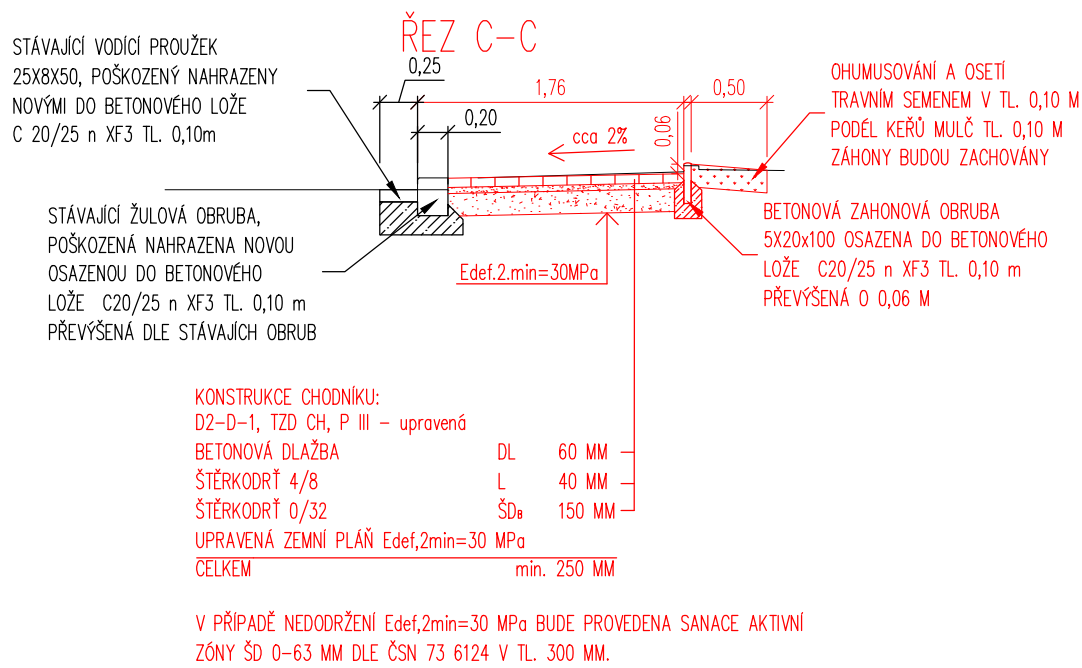 ŘEZ C-C
STÁVAJÍCÍ VODÍCÍ PROUŽEK
25X8X50, POŠKOZENÝ NAHRAZENY
NOVÝMI DO BETONOVÉHO LOŽE
C 20/25 n XF3 TL. 0,10m
0,25
1,76
0,50
0,20
0,06
cca 2%
OHUMUSOVÁNÍ A OSETÍ
TRAVNÍM SEMENEM V TL. 0,10 M
PODÉL KEŘŮ MULČ TL. 0,10 M
ZÁHONY BUDOU ZACHOVÁNY
STÁVAJÍCÍ ŽULOVÁ OBRUBA,
POŠKOZENÁ NAHRAZENA NOVOU
OSAZENOU DO BETONOVÉHO
LOŽE C20/25 n XF3 TL. 0,10 m
PŘEVÝŠENÁ DLE STÁVAJÍCH OBRUB
Edef.2.min=30MPa
BETONOVÁ ZAHONOVÁ OBRUBA
5X20x100 OSAZENA DO BETONOVÉHO
LOŽE C20/25 n XF3 TL. 0,10 m
PŘEVÝŠENÁ O 0,06 M
KONSTRUKCE CHODNÍKU:
D2-D-1, TZD CH, P III - upravená
BETONOVÁ DLAŽBA DL 60 MM
ŠTĚRKODRŤ 4/8 L 40 MM
ŠTĚRKODRŤ 0/32 ŠDB 150 MM
UPRAVENÁ ZEMNÍ PLÁŇ Edef,2min=30 MPa
CELKEM min. 250 MM
V PŘÍPADĚ NEDODRŽENÍ Edef,2min=30 MPa BUDE PROVEDENA SANACE AKTIVNÍ
ZÓNY ŠD 0-63 MM DLE ČSN 73 6124 V TL. 300 MM.